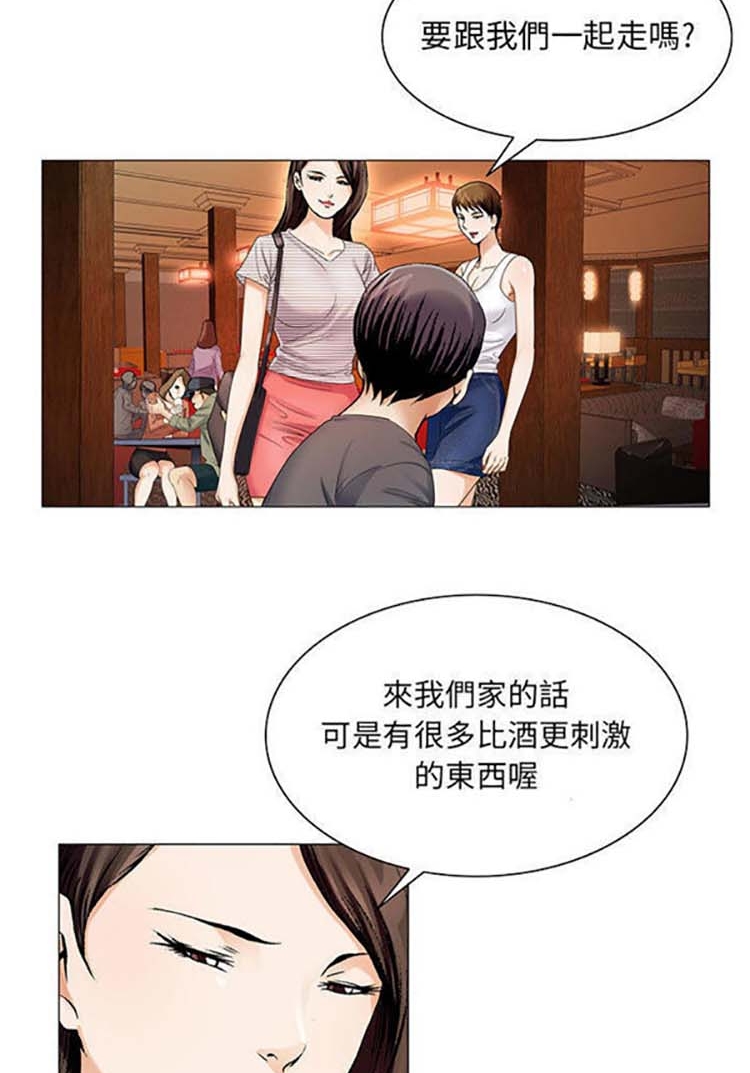 要跟我們一起走嗎?
來我們家的話
可是有很多比酒更刺激
的東西喔